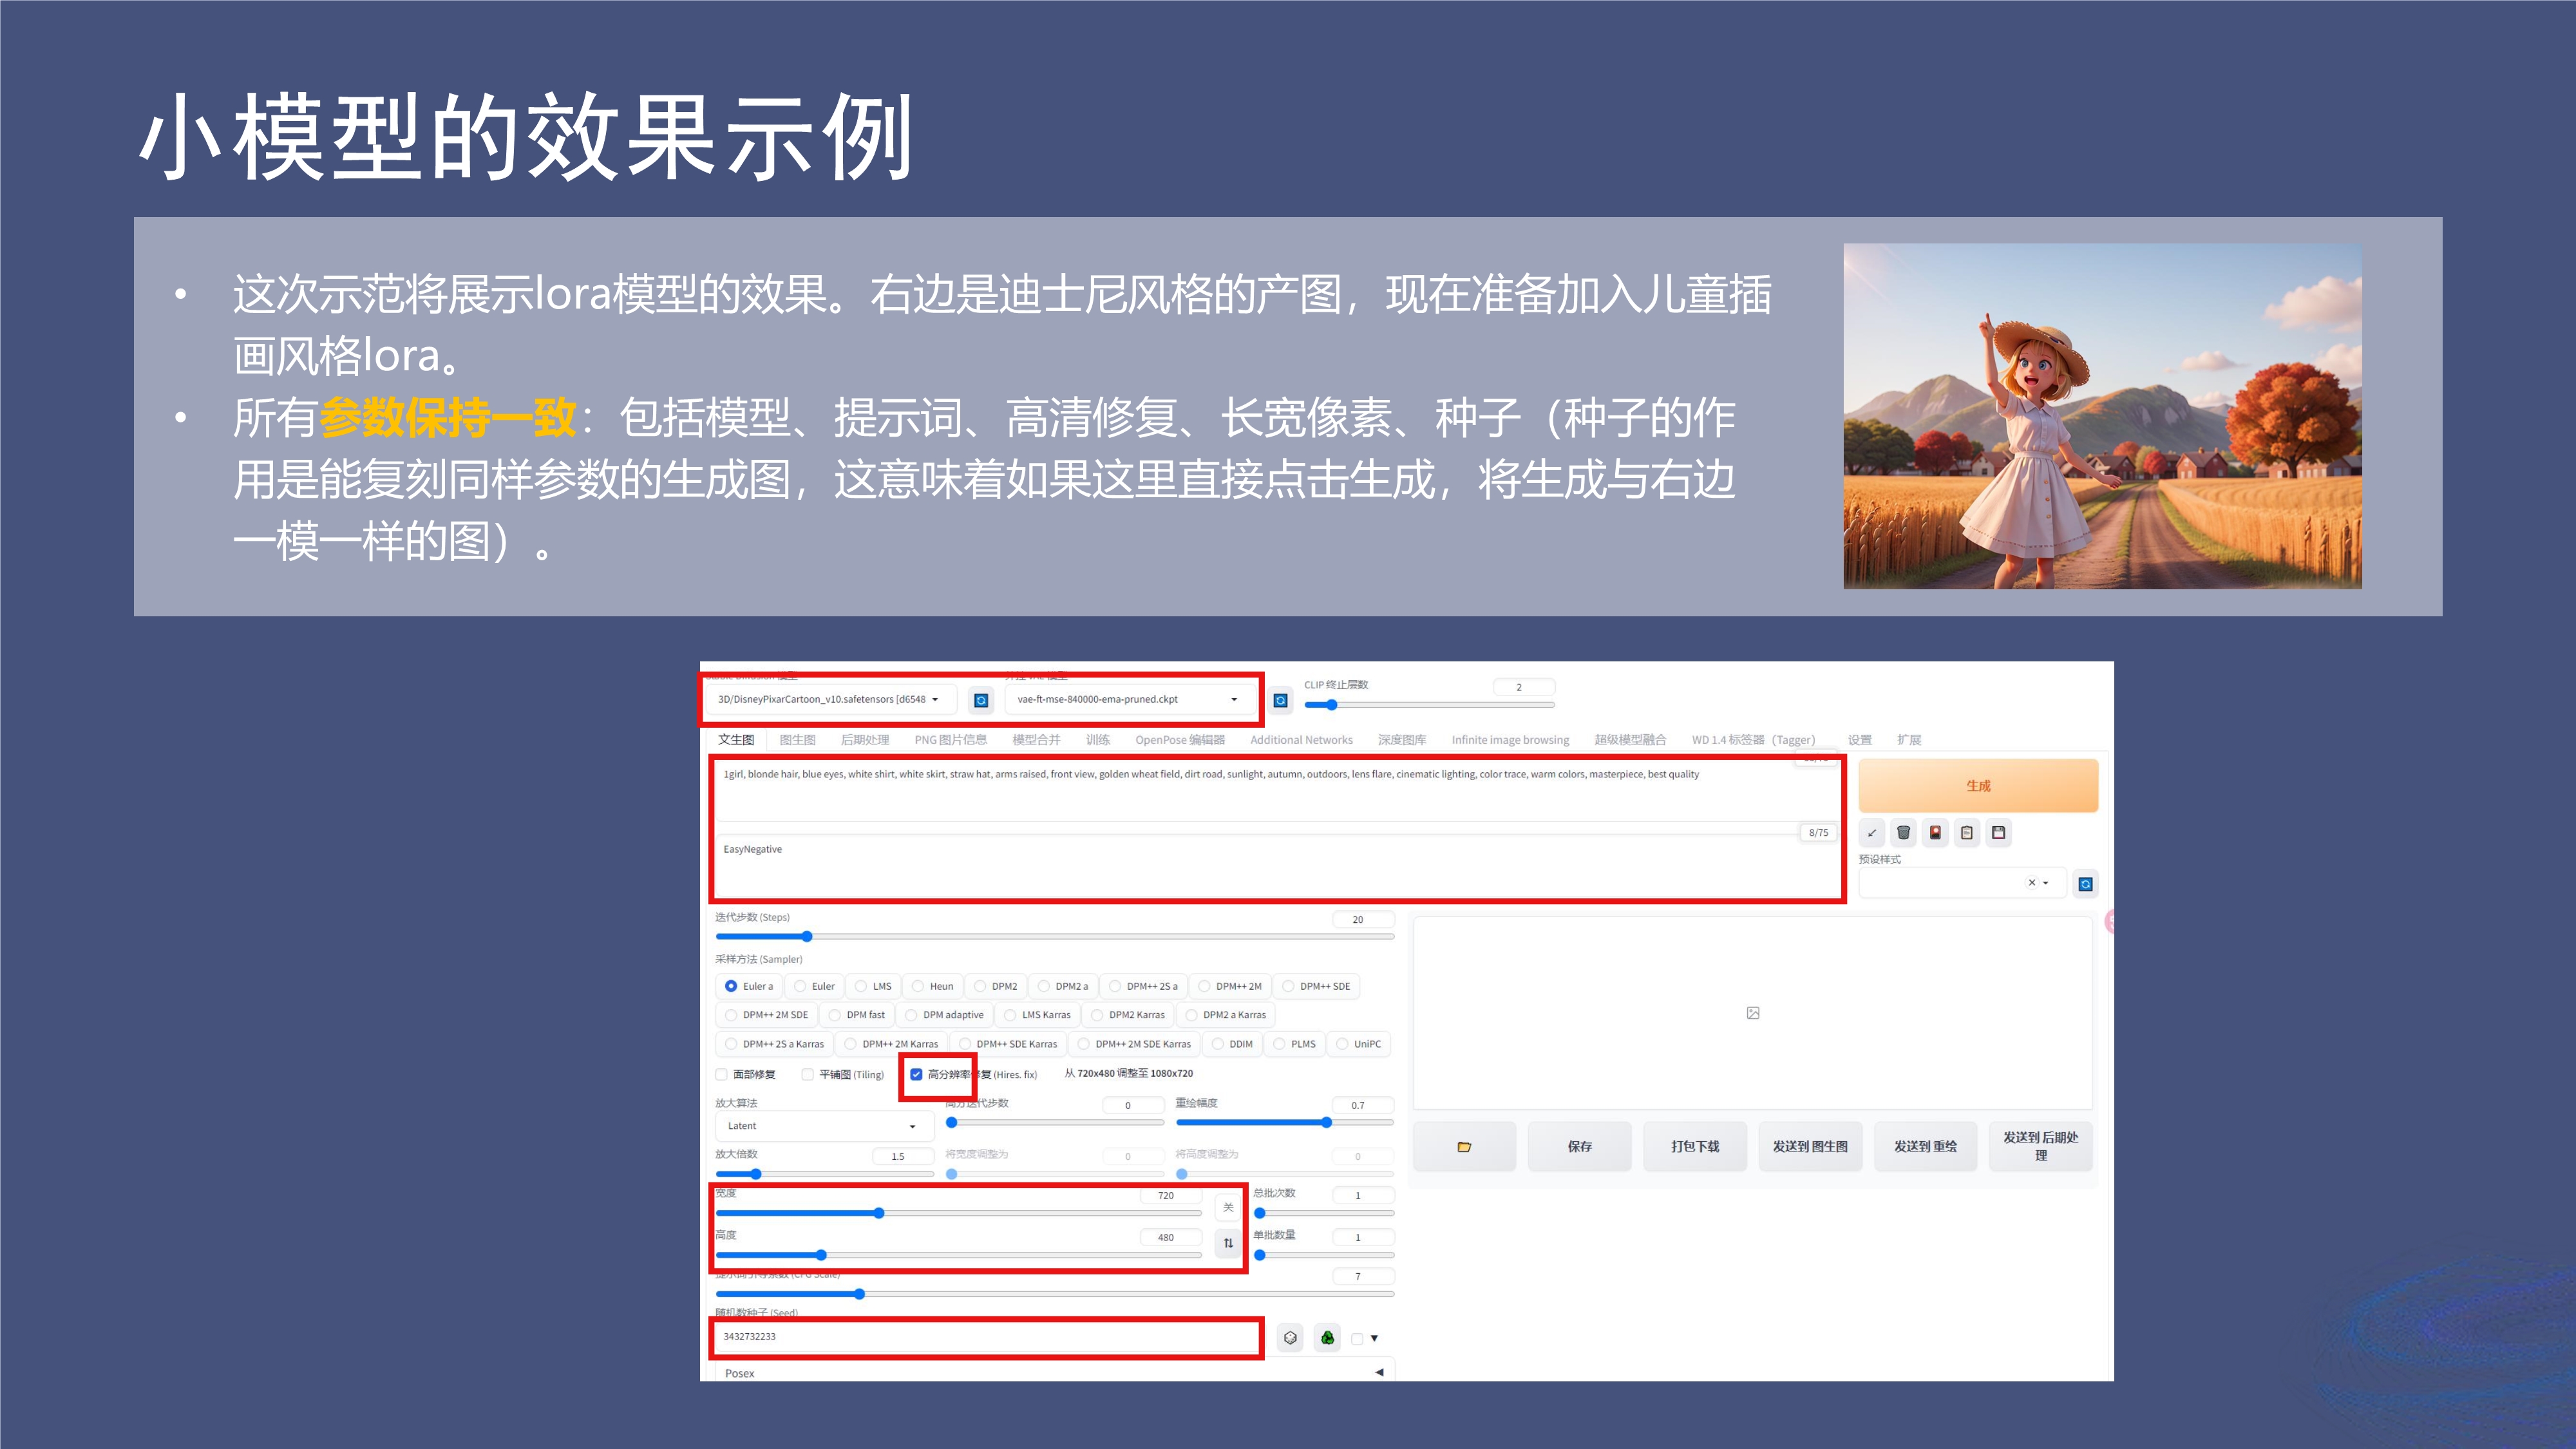 小模型的效果示例
• 这次示范将展示lora模型的效果。右边是迪士尼风格的产图，现在准备加入儿童插
画风格lora。
• 所有参数保持一致：包括模型、提示词、高清修复、长宽像素、种子（种子的作
用是能复刻同样参数的生成图，这意味着如果这里直接点击生成，将生成与右边
一模一样的图）。
3D/DisneyPixarCartoon_v10.safetensors [d6548
vae-ft-mse-840000-ema-pruned.ckpt
CLIP 终止层数
2
文生图 图生图 后期处理 PNG 图片信息 模型合并 训练 OpenPose 编辑器 Additional Networks 深度图库 Infinite image browsing 超级模型融合 WD 1.4 标签器（Tagger） 设置 扩展
1girl, blonde hair, blue eyes, white shirt, white skirt, straw hat, arms raised, front view, golden wheat field, dirt road, sunlight, autumn, outdoors, lens flare, cinematic lighting, color trace, warm colors, masterpiece, best quality
生成
8/75
EasyNegative
预设样式
迭代步数 (Steps)
20
采样方法 (Sampler)
Euler a Euler LMS Heun DPM2 DPM2 a DPM++ 2S a DPM++ 2M DPM++ SDE
DPM++ 2M SDE DPM fast DPM adaptive LMS Karras DPM2 Karras DPM2 a Karras
DPM++ 2S a Karras DPM++ 2M Karras DPM++ SDE Karras DPM++ 2M SDE Karras DDIM PLMS UniPC
面部修复 平铺图 (Tiling) 高分辨率修复 (Hires. fix) 从 720x480 调整至 1080x720
放大算法 高分迭代步数 0 重绘幅度 0.7
Latent
放大倍数 1.5 将宽度调整为 0 将高度调整为 0
保存 打包下载 发送到 图生图 发送到 重绘 发送到 后期处
理
宽度 720 关 总批次数 1
高度 480 单批数量 1
7
随机数种子 (Seed)
3432732233
Posex